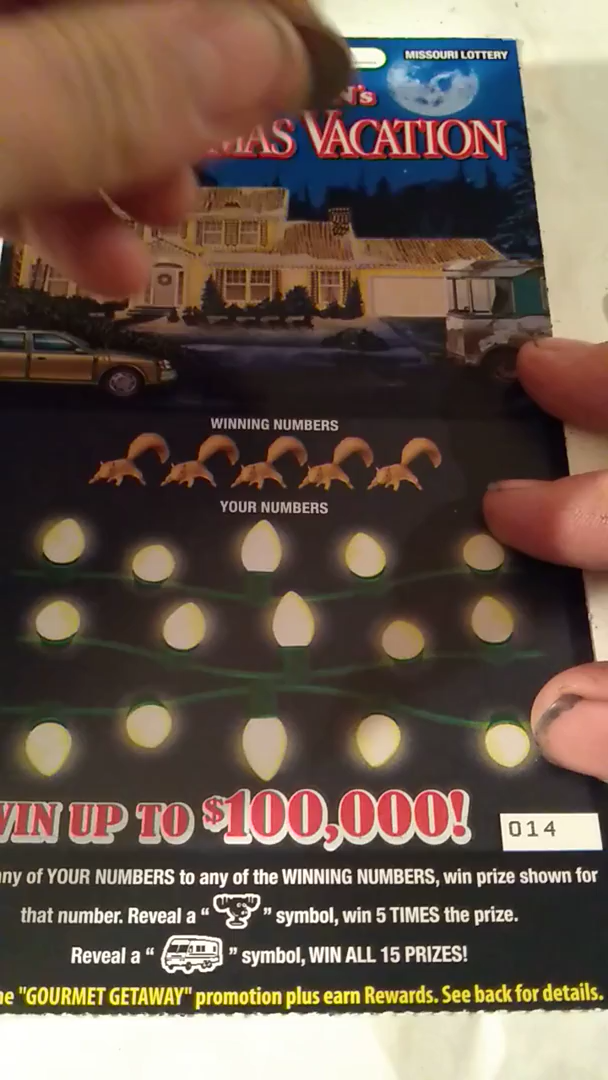 MISSOURI LOTTERY
N's
MAS VACATION
WINNING NUMBERS
YOUR NUMBERS
WIN UP TO $100,000!
014
any of YOUR NUMBERS to any of the WINNING NUMBERS, win prize shown for
that number. Reveal a " " symbol, win 5 TIMES the prize.
Reveal a " " symbol, WIN ALL 15 PRIZES!
"GOURMET GETAWAY" promotion plus earn Rewards. See back for details.